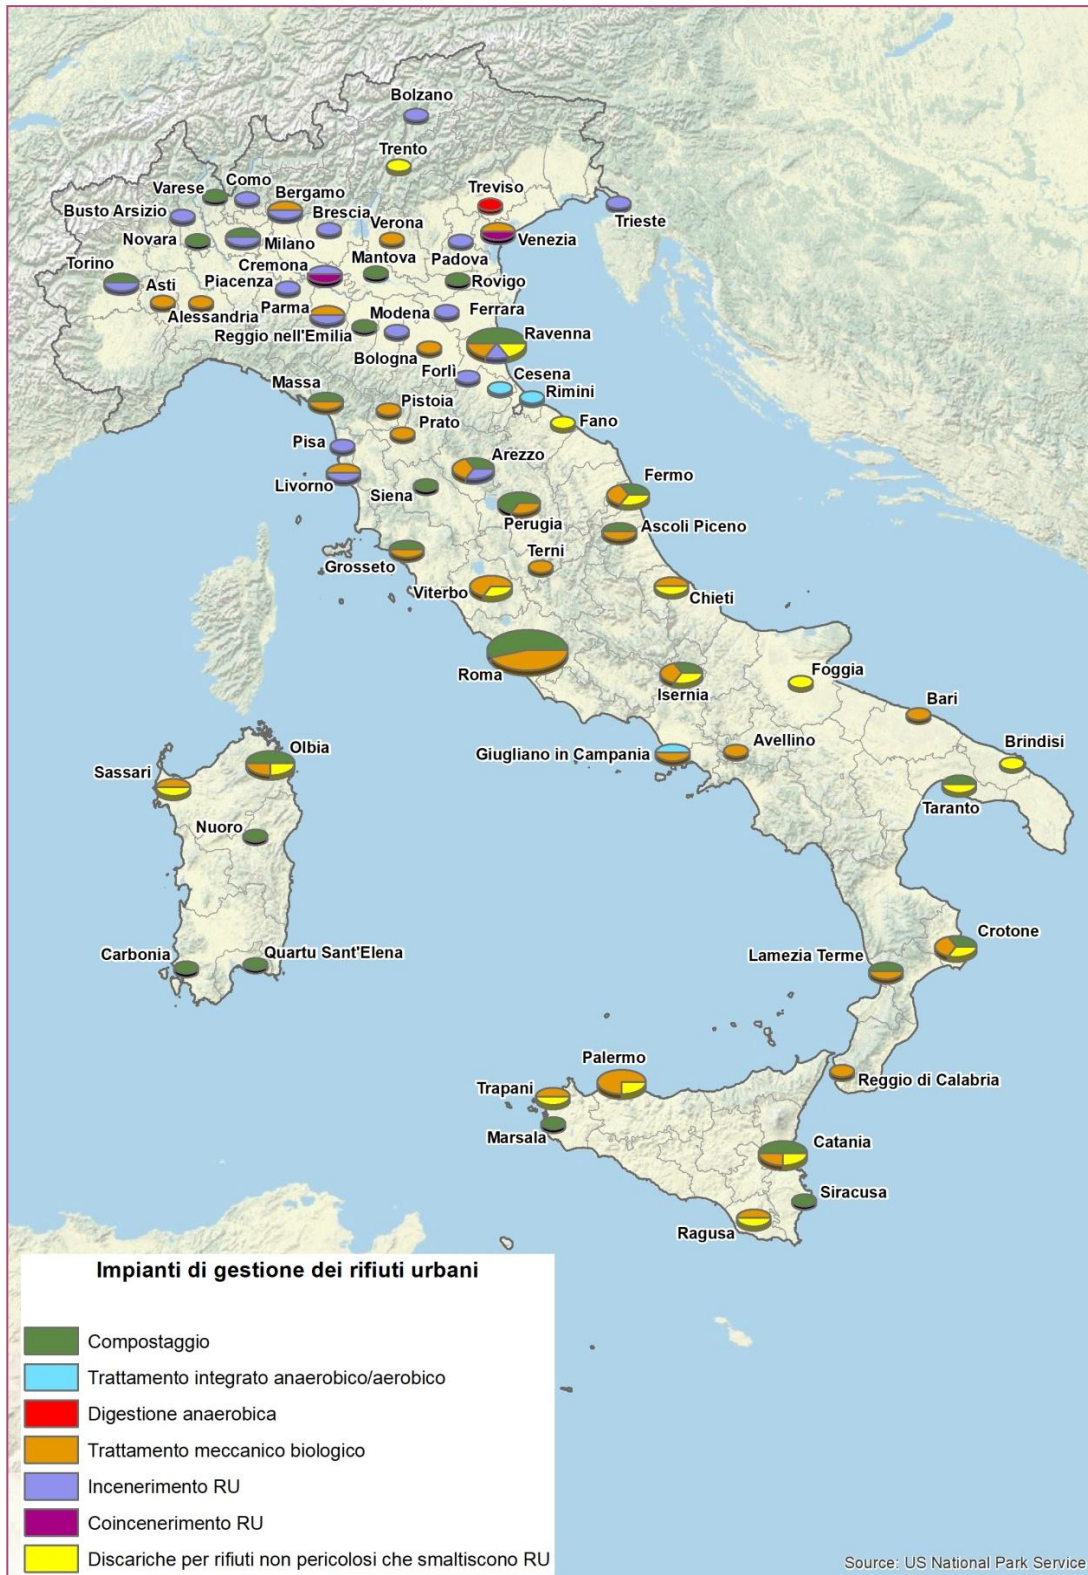 Bolzano
Trento
Varese
Como
Bergamo
Treviso
Busto Arsizio
Brescia
Verona
Trieste
Novara
Milano
Padova
Venezia
Torino
Cremona
Mantova
Asti
Piacenza
Rovigo
Alessandria
Parma
Modena
Ferrara
Reggio nell'Emilia
Ravenna
Bologna
Forlì
Cesena
Massa
Rimini
Pistoia
Prato
Fano
Pisa
Arezzo
Livorno
Siena
Fermo
Perugia
Ascoli Piceno
Grosseto
Terni
Viterbo
Chieti
Roma
Isernia
Foggia
Bari
Giugliano in Campania
Avellino
Brindisi
Olbia
Sassari
Taranto
Nuoro
Carbonia
Quartu Sant'Elena
Lamezia Terme
Crotone
Palermo
Reggio di Calabria
Trapani
Marsala
Catania
Siracusa
Ragusa
Impianti di gestione dei rifiuti urbani
Compostaggio
Trattamento integrato anaerobico/aerobico
Digestione anaerobica
Trattamento meccanico biologico
Incenerimento RU
Coincenerimento RU
Discariche per rifiuti non pericolosi che smaltiscono RU
Source: US National Park Service